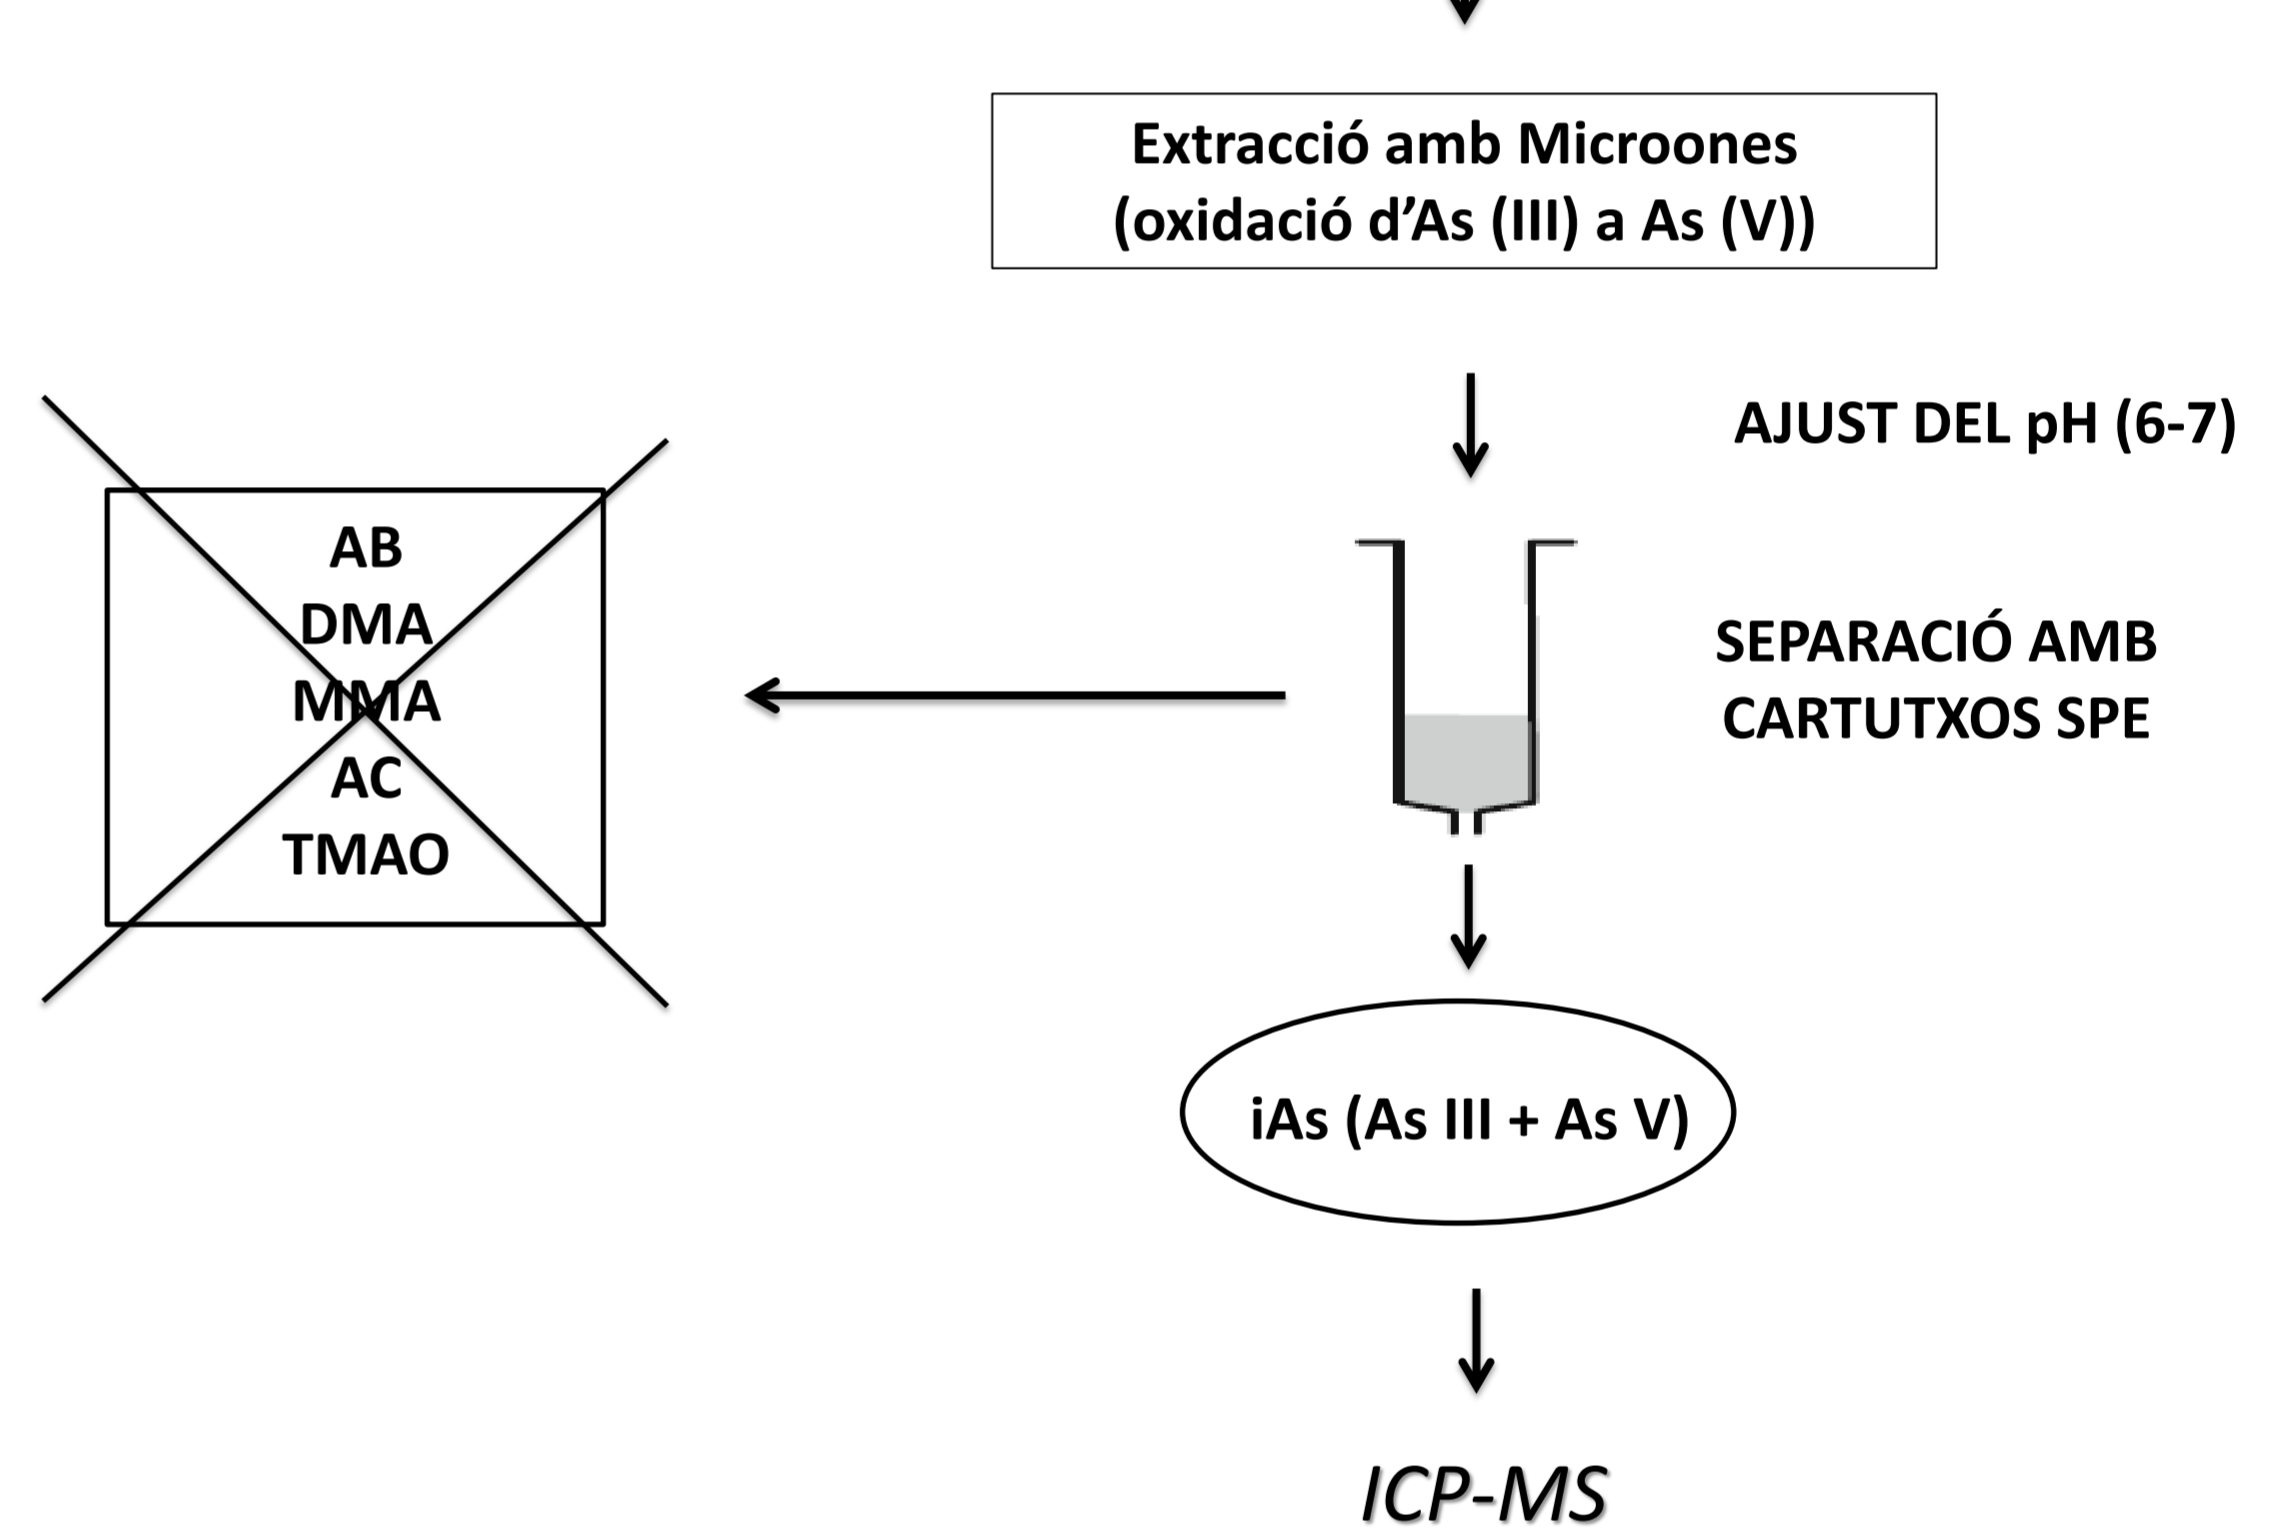 Extracció amb Microones
(oxidació d’As (III) a As (V))
AJUST DEL pH (6-7)
AB
DMA
MMA
AC
TMAO
SEPARACIÓ AMB
CARTUTXOS SPE
iAs (As III + As V)
ICP-MS